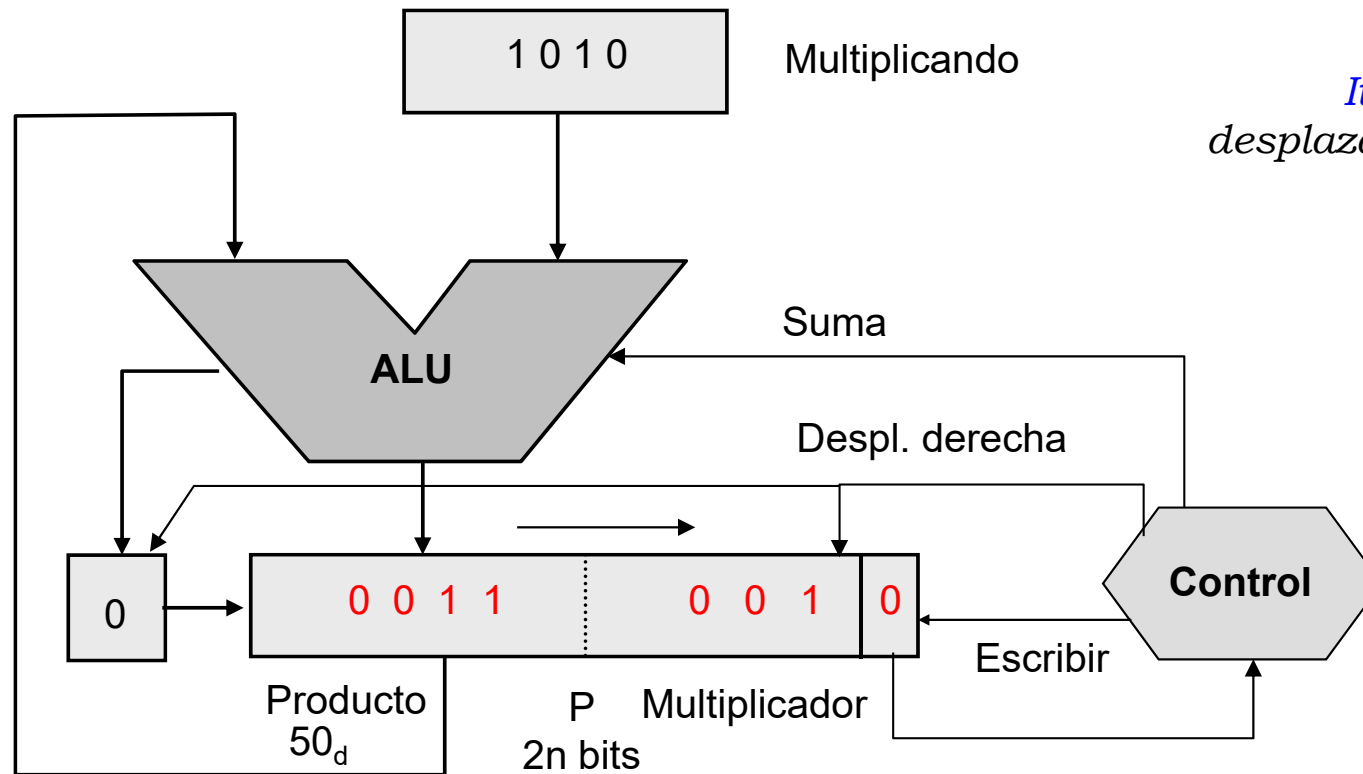 1 0 1 0
Multiplicando
Suma
ALU
Despl. derecha
0
0 0 1 1
0 0 1
0
Control
Escribir
Producto
50d
P
2n bits
Multiplicador